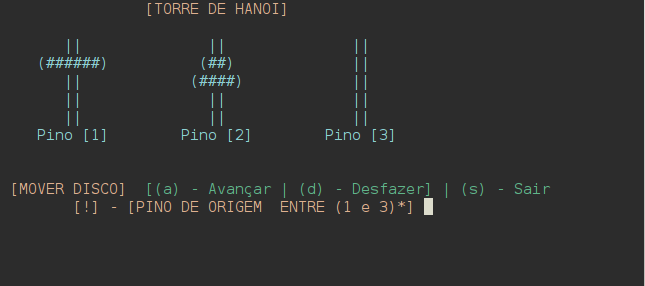 [TORRE DE HANOI]
|| || ||
(######) (##) ||
|| (####) ||
|| || ||
|| || ||
Pino [1] Pino [2] Pino [3]
[MOVER DISCO] [(a) - Avançar | (d) - Desfazer] | (s) - Sair
[!] - [PINO DE ORIGEM ENTRE (1 e 3)*]